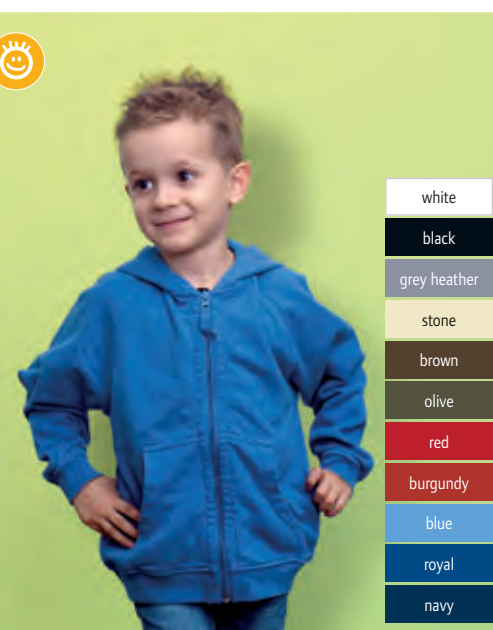 white
black
grey heather
stone
brown
olive
red
burgundy
blue
royal
navy